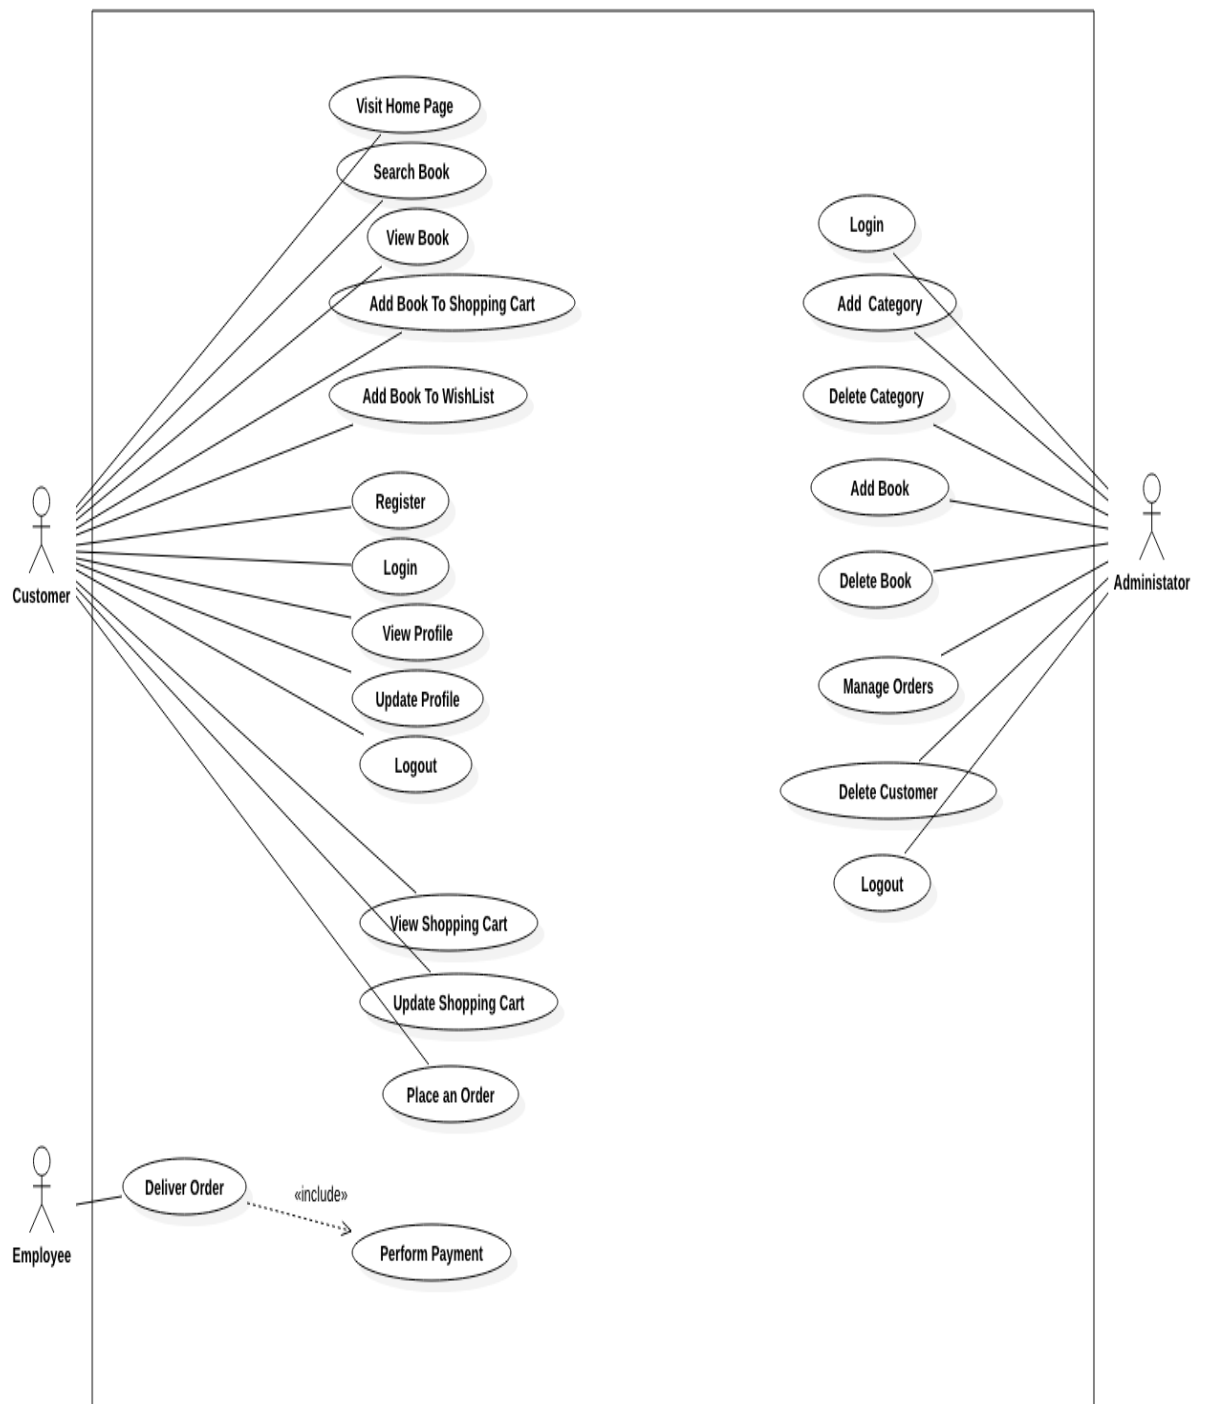 Visit Home Page
Search Book
View Book
Add Book To Shopping Cart
Add Book To WishList
Register
Login
View Profile
Update Profile
Logout
View Shopping Cart
Update Shopping Cart
Place an Order
Customer
Login
Add  Category
Delete Category
Add Book
Delete Book
Manage Orders
Delete Customer
Logout
Administator
Deliver Order
«include»
Perform Payment
Employee